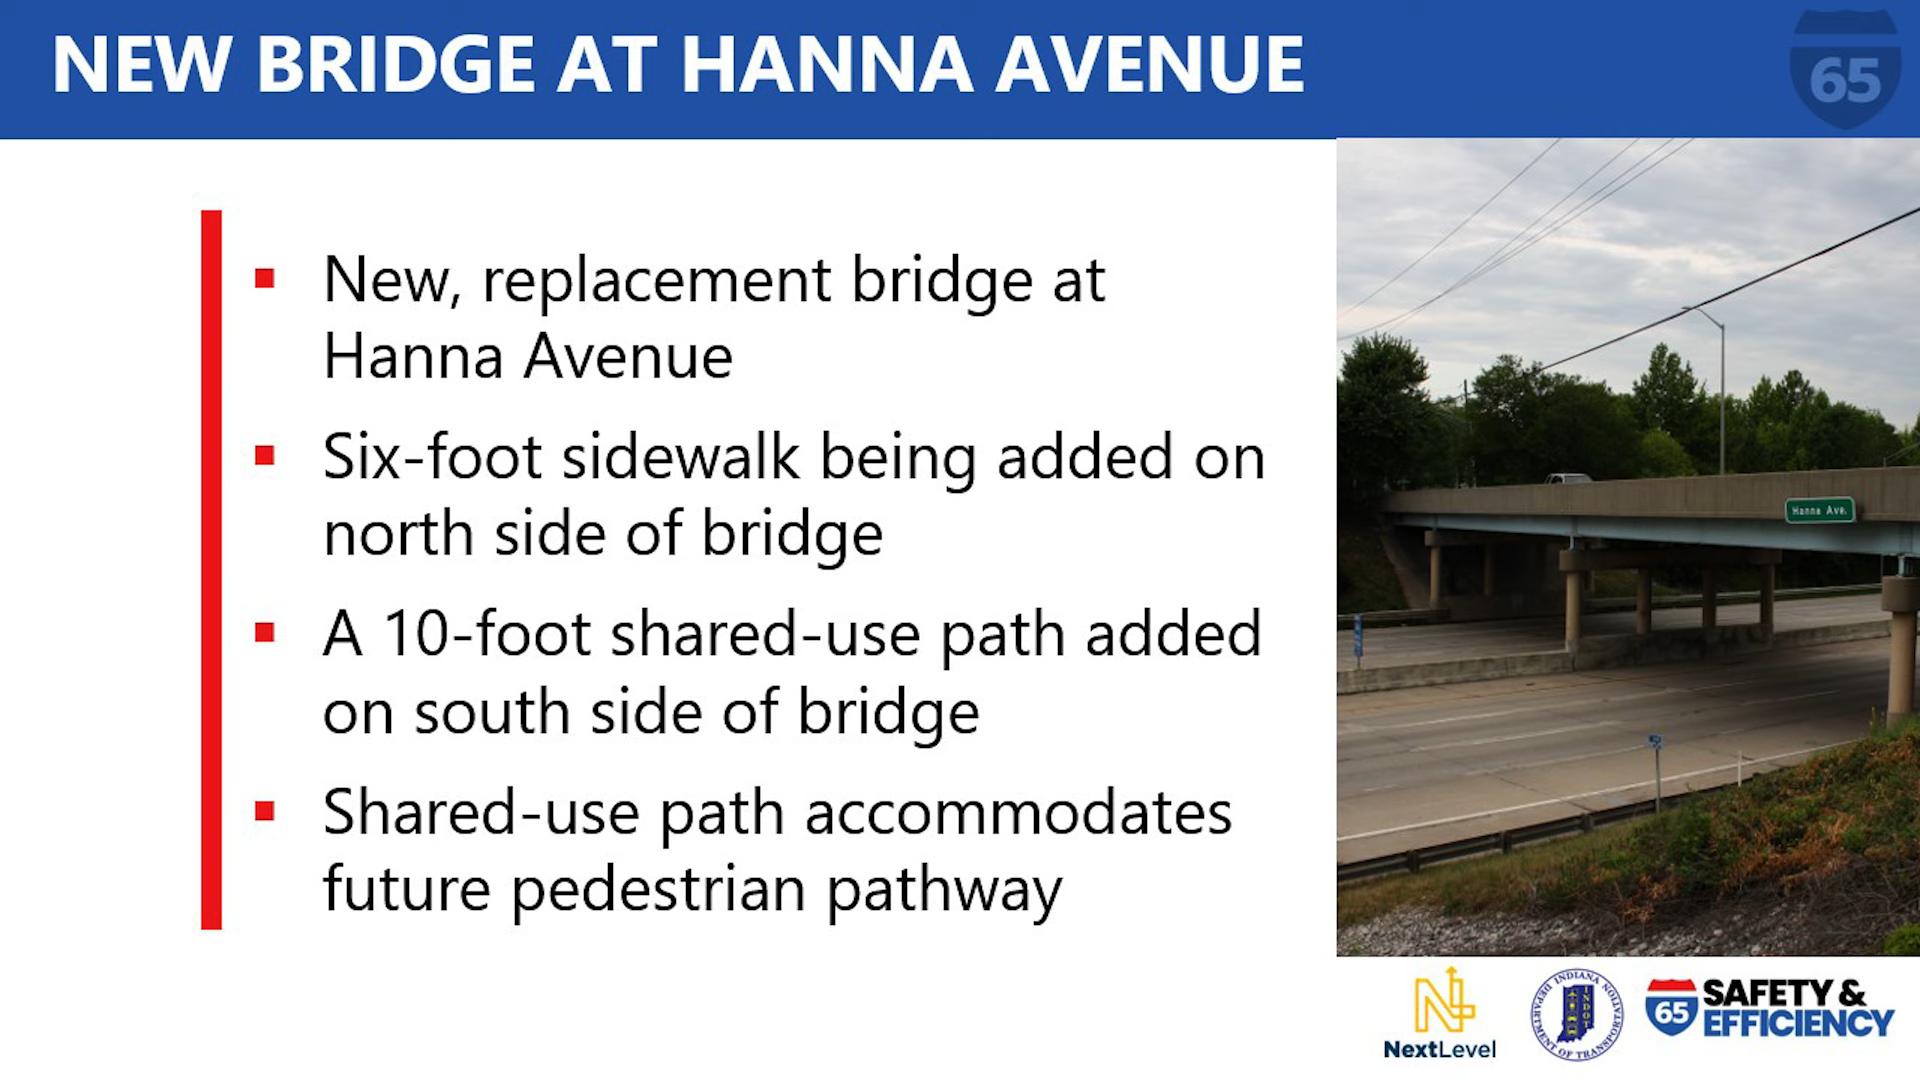 NEW BRIDGE AT HANNA AVENUE
65
▪ New, replacement bridge at
Hanna Avenue
▪ Six-foot sidewalk being added on
north side of bridge
▪ A 10-foot shared-use path added
on south side of bridge
▪ Shared-use path accommodates
future pedestrian pathway
Hanna Ave.
NextLevel
INDIANA DEPARTMENT OF TRANSPORTATION
INDOT
65
SAFETY &
EFFICIENCY